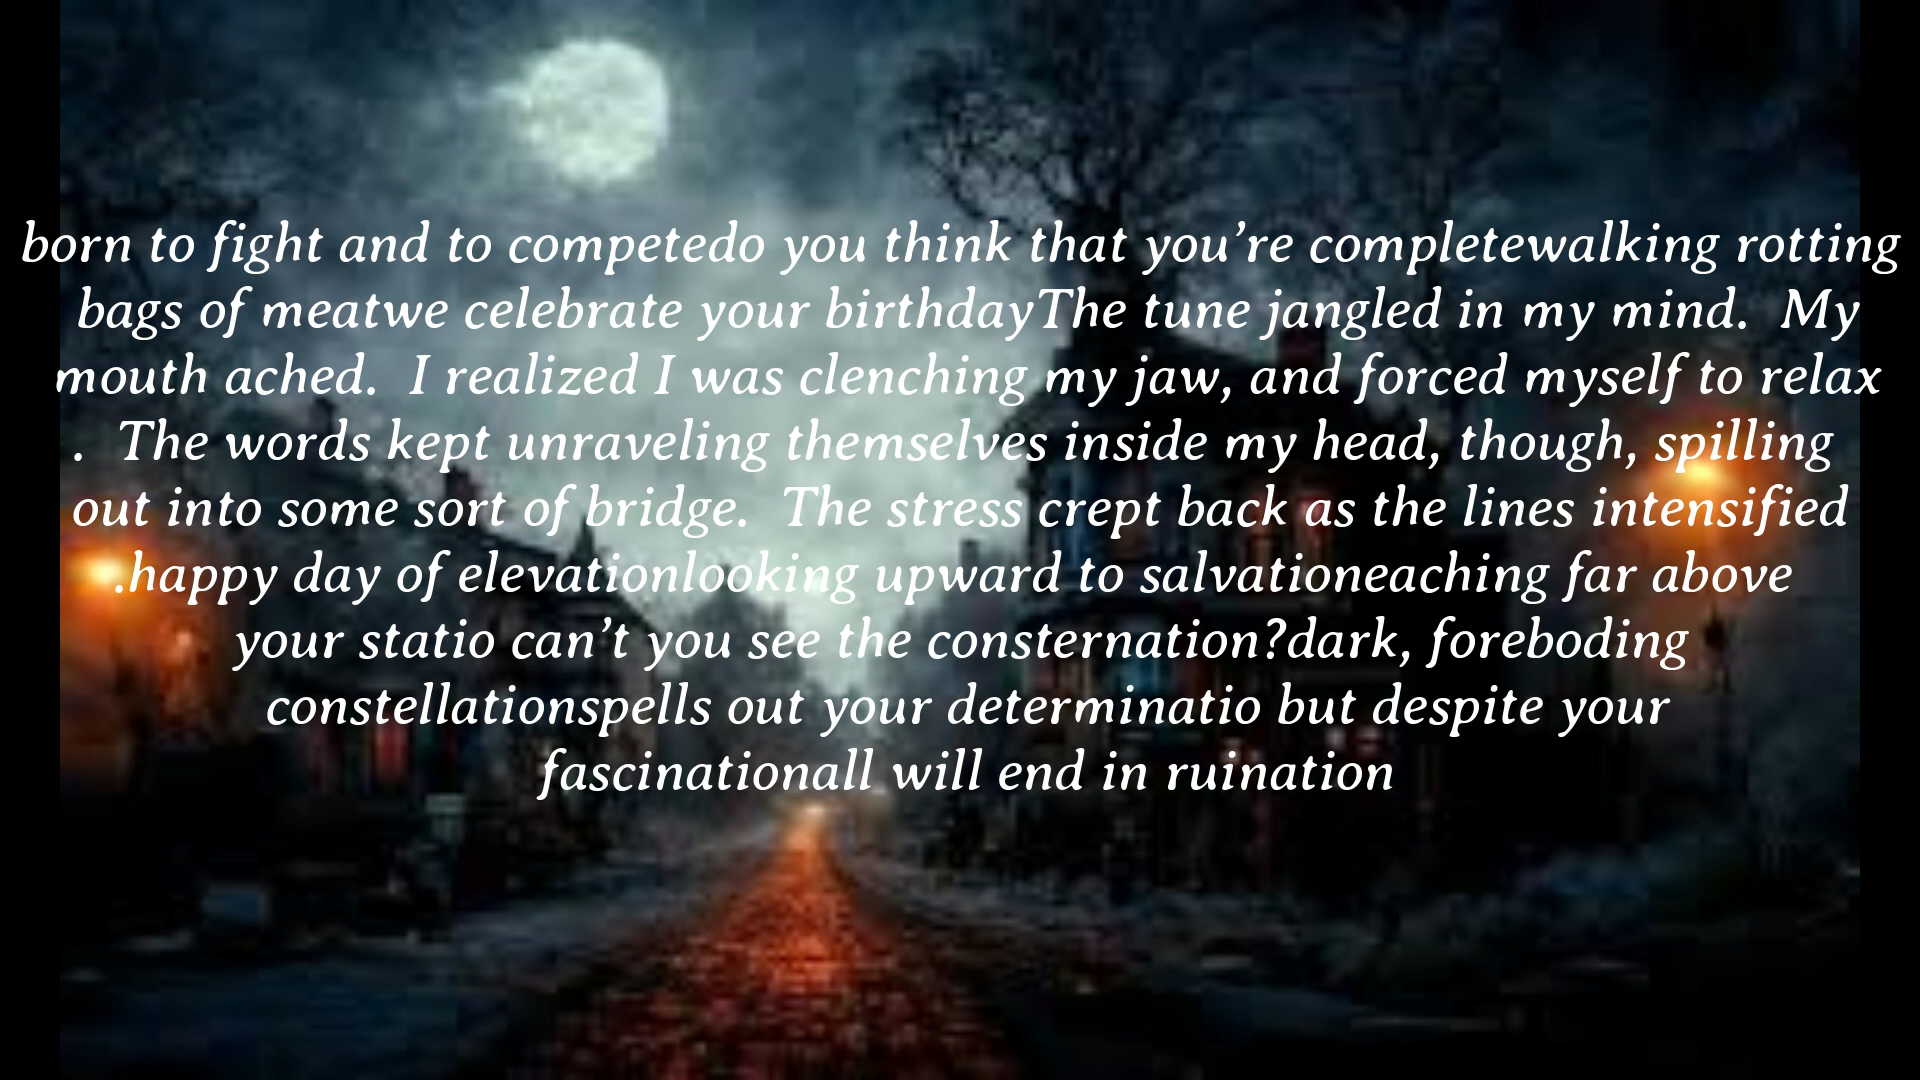 born to fight and to competedo you think that you’re completewalking rotting
bags of meatwe celebrate your birthdayThe tune jangled in my mind.  My
mouth ached.  I realized I was clenching my jaw, and forced myself to relax
.  The words kept unraveling themselves inside my head, though, spilling
out into some sort of bridge.  The stress crept back as the lines intensified
.happy day of elevationlooking upward to salvationeaching far above
your statio can’t you see the consternation?dark, foreboding
constellationspells out your determinatio but despite your
fascinationall will end in ruination